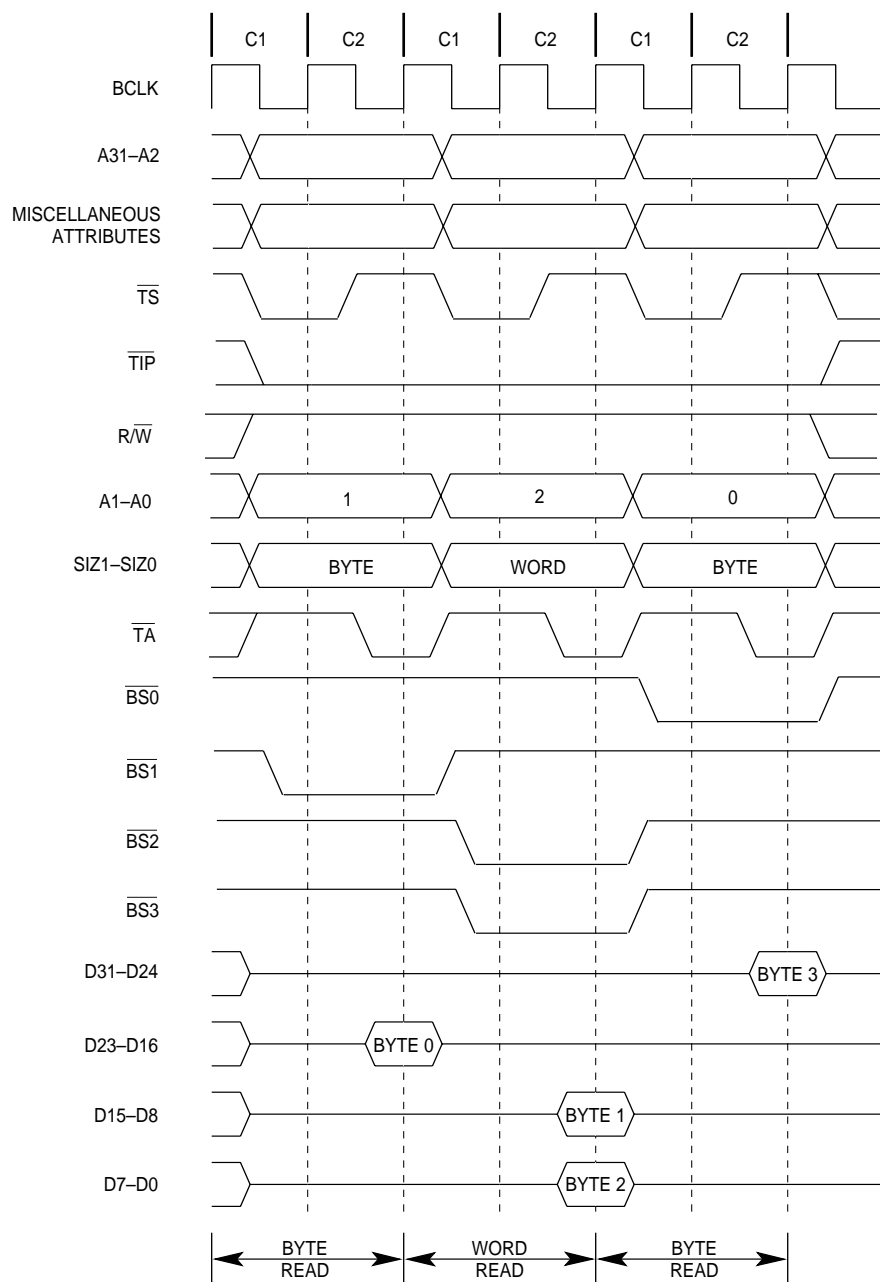 C1 C2 C1 C2 C1 C2
BCLK
A31–A2
MISCELLANEOUS
ATTRIBUTES
TS
TIP
R/W
A1–A0 1 2 0
SIZ1–SIZ0 BYTE WORD BYTE
TA
BS0
BS1
BS2
BS3
D31–D24 BYTE 3
D23–D16 BYTE 0
D15–D8 BYTE 1
D7–D0 BYTE 2
BYTE WORD BYTE
READ READ READ